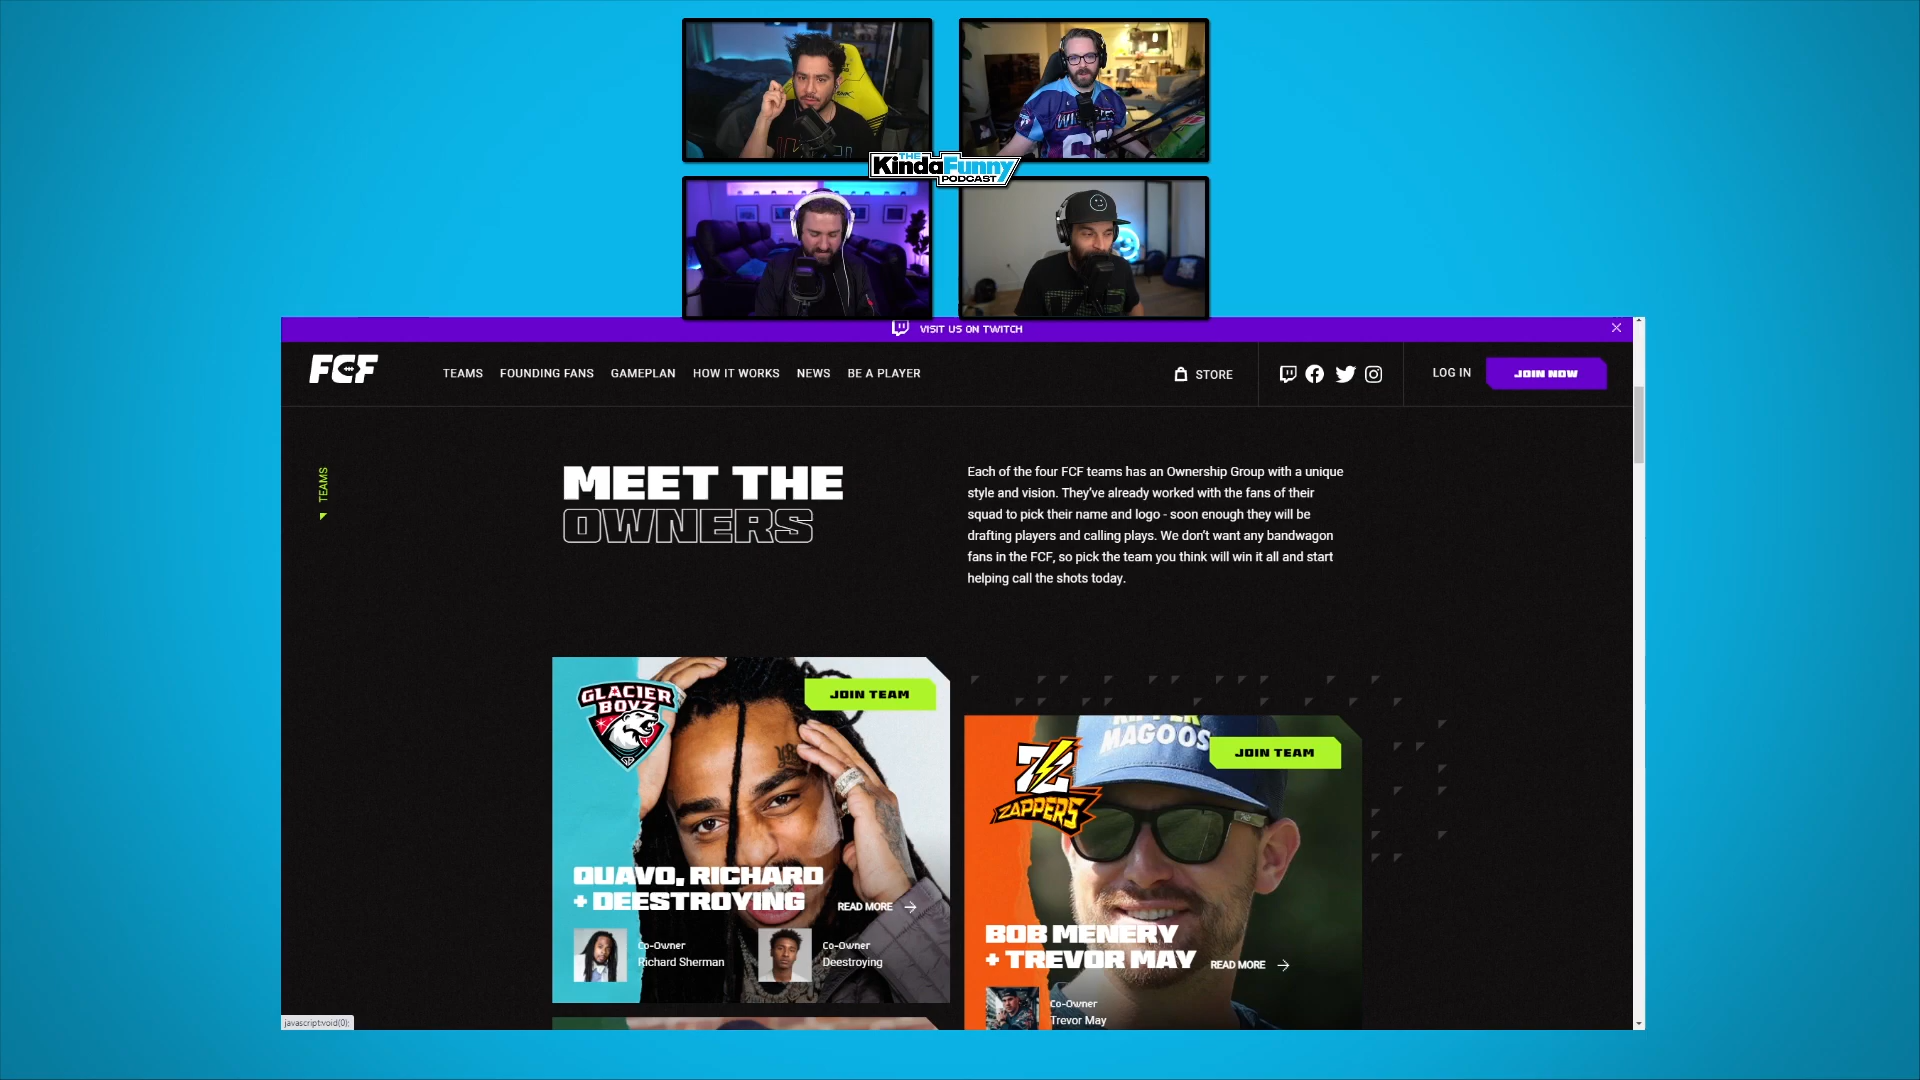 THE
KindaFunny
PODCAST
VISIT US ON TWITCH
FCF
TEAMS
FOUNDING FANS
GAMEPLAN
HOW IT WORKS
NEWS
BE A PLAYER
STORE
LOG IN
JOIN NOW
TEAMS
MEET THE
OWNERS
Each of the four FCF teams has an Ownership Group with a unique
style and vision. They've already worked with the fans of their
squad to pick their name and logo - soon enough they will be
drafting players and calling plays. We don't want any bandwagon
fans in the FCF, so pick the team you think will win it all and start
helping call the shots today.
GLACIER
BOYZ
JOIN TEAM
QUAVO, RICHARD
+ DEESTROYING
READ MORE
Co-Owner
Richard Sherman
Co-Owner
Deestroying
MAGOOS
Z
ZAPPERS
JOIN TEAM
BOB MENERY
+ TREVOR MAY
READ MORE
Co-Owner
Trevor May
javascript:void(0);